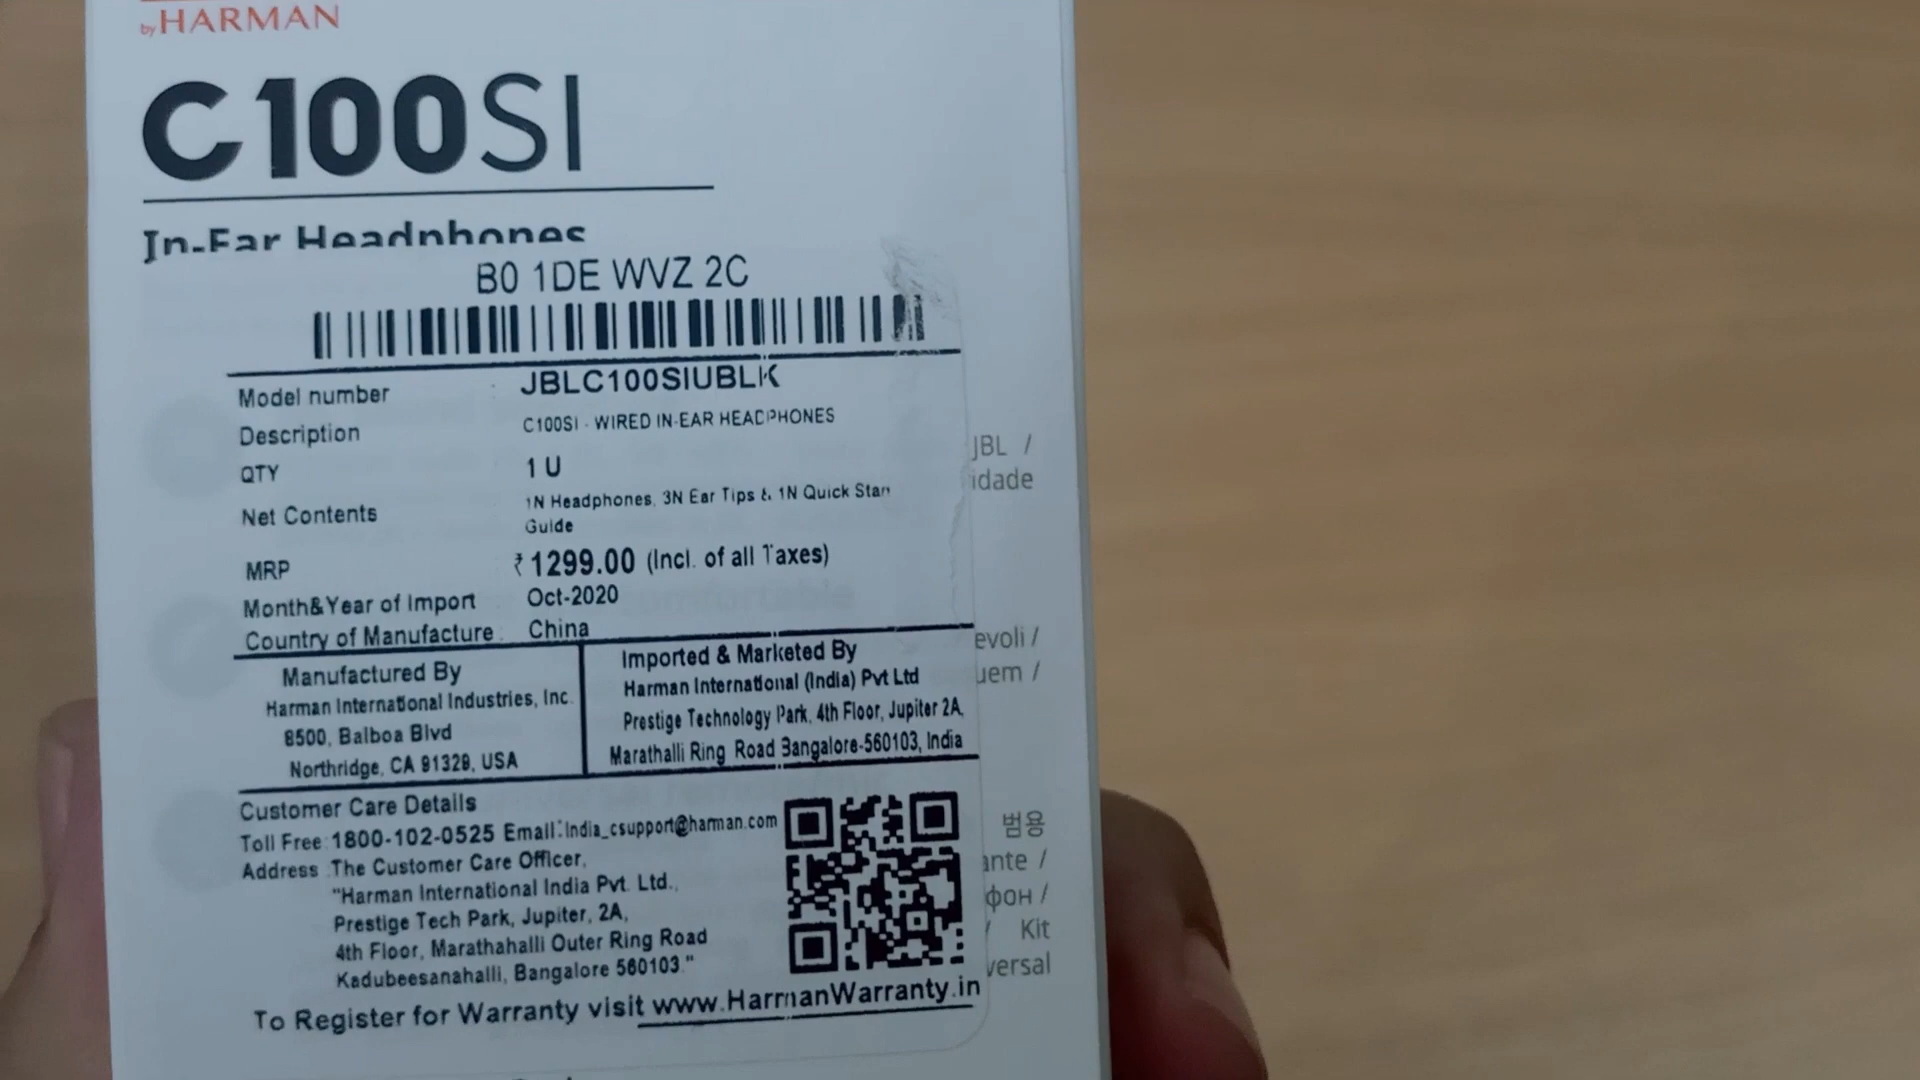 by HARMAN
C100SI
In-Ear Headphones
B0 1DE WVZ 2C
Model number : JBLC100SIUBLK
Description C100SI - WIRED IN-EAR HEADPHONES
QTY 1 U
Net Contents 1N Headphones, 3N Ear Tips & 1N Quick Start
Guide
MRP ₹ 1299.00 (Incl. of all Taxes)
Month&Year of Import Oct-2020
Country of Manufacture : China
Manufactured By
Harman International Industries, Inc.
8500, Balboa Blvd
Northridge, CA 91329, USA
Imported & Marketed By
Harman International (India) Pvt Ltd
Prestige Technology Park, 4th Floor, Jupiter 2A,
Marathalli Ring Road Bangalore-560103, India
Customer Care Details
Toll Free:1800-102-0525 Email:India_csupport@harman.com
Address :The Customer Care Officer,
"Harman International India Pvt. Ltd.,
Prestige Tech Park, Jupiter, 2A,
4th Floor, Marathahalli Outer Ring Road
Kadubeesanahalli, Bangalore 560103."
To Register for Warranty visit www.HarmanWarranty.in
JBL /
idade
evoli /
uem /
범용
ante /
фон /
/ Kit
versal